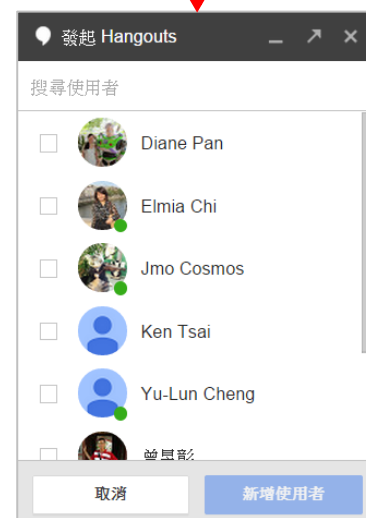 發起 Hangouts
搜尋使用者
Diane Pan
Elmia Chi
Jmo Cosmos
Ken Tsai
Yu-Lun Cheng
取消
新增使用者